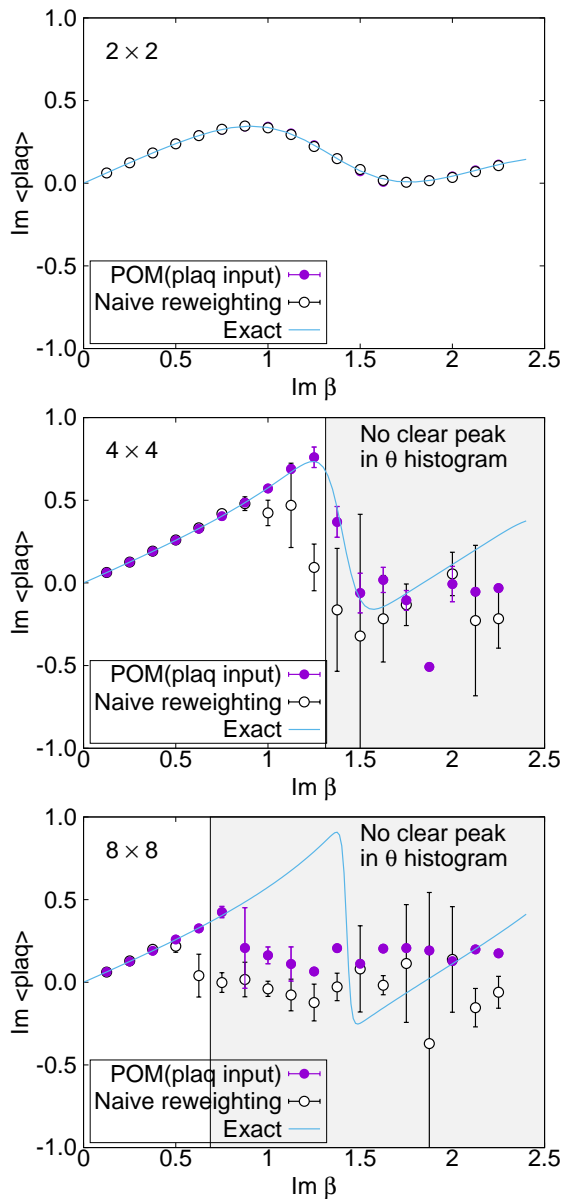 2 × 2
1.0
0.5
0.0
-0.5
-1.0
Im <plaq>
POM(plaq input)
Naive reweighting
Exact
0 0.5 1 1.5 2 2.5
Im β
4 × 4
No clear peak
in θ histogram
1.0
0.5
0.0
-0.5
-1.0
Im <plaq>
POM(plaq input)
Naive reweighting
Exact
0 0.5 1 1.5 2 2.5
Im β
8 × 8
No clear peak
in θ histogram
1.0
0.5
0.0
-0.5
-1.0
Im <plaq>
POM(plaq input)
Naive reweighting
Exact
0 0.5 1 1.5 2 2.5
Im β